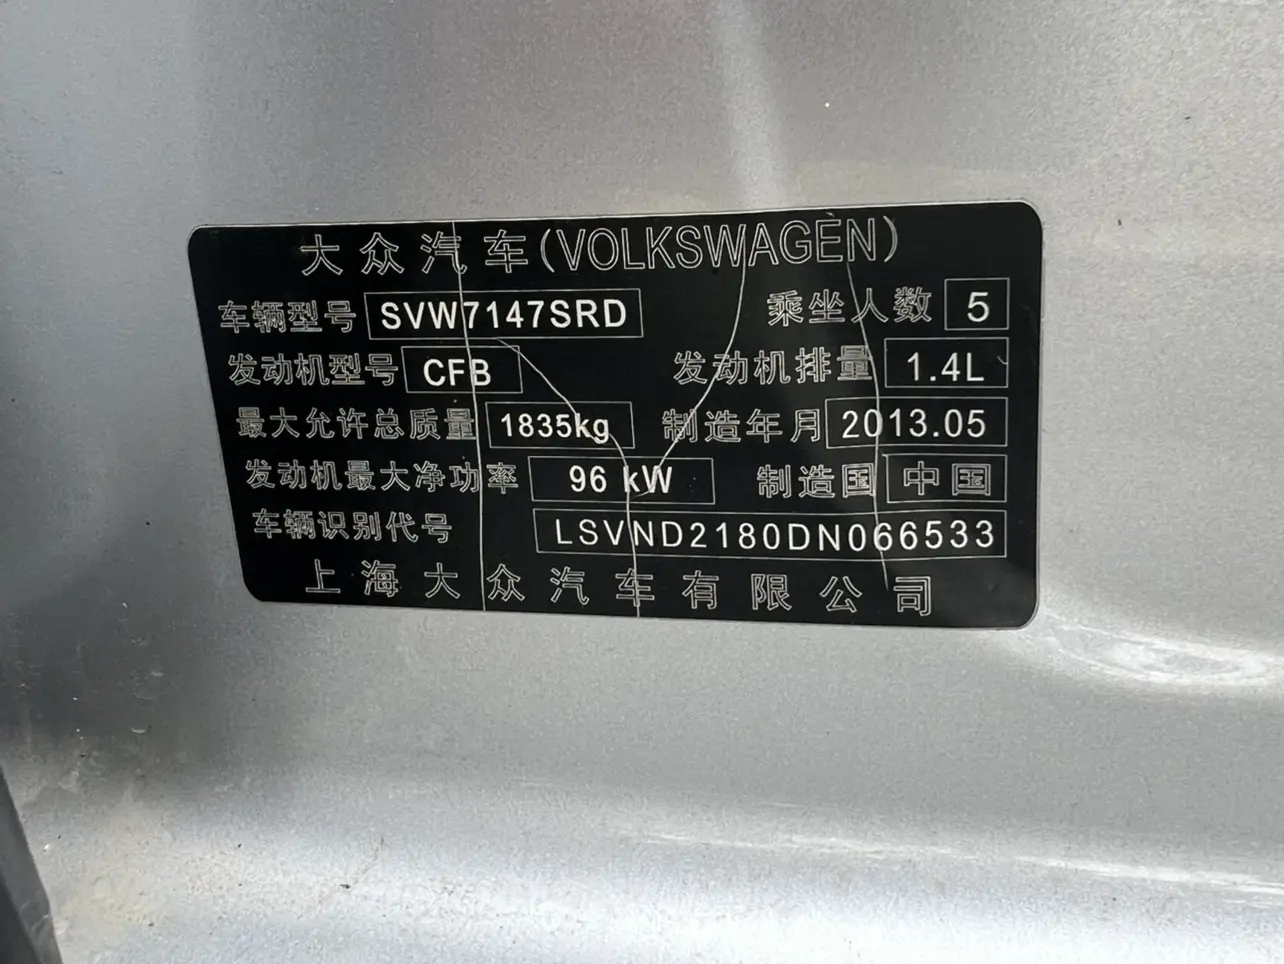 大众汽车(VOLKSWAGEN)
车辆型号 SVW7147SRD 乘坐人数 5
发动机型号 CFB 发动机排量 1.4L
最大允许总质量 1835kg 制造年月 2013.05
发动机最大净功率 96 kW 制造国 中国
车辆识别代号 LSVND2180DN066533
上海大众汽车有限公司